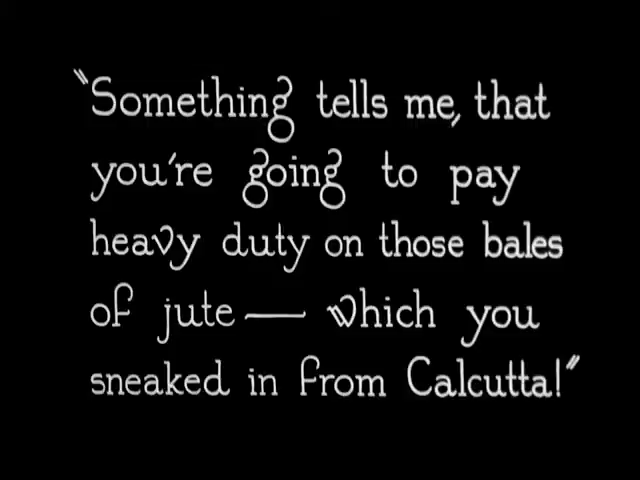 "Something tells me, that
you're going to pay
heavy duty on those bales
of jute — which you
sneaked in from Calcutta!"